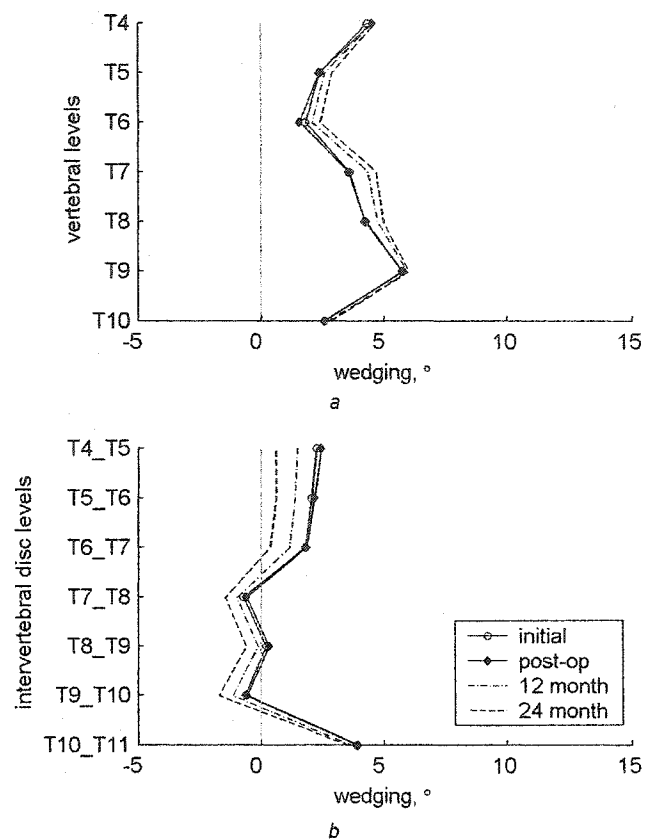 T4
T5
T6
T7
T8
T9
T10
vertebral levels
-5 0 5 10 15
wedging, °
a
T4_T5
T5_T6
T6_T7
T7_T8
T8_T9
T9_T10
T10_T11
intervertebral disc levels
initial
post-op
12 month
24 month
-5 0 5 10 15
wedging, °
b